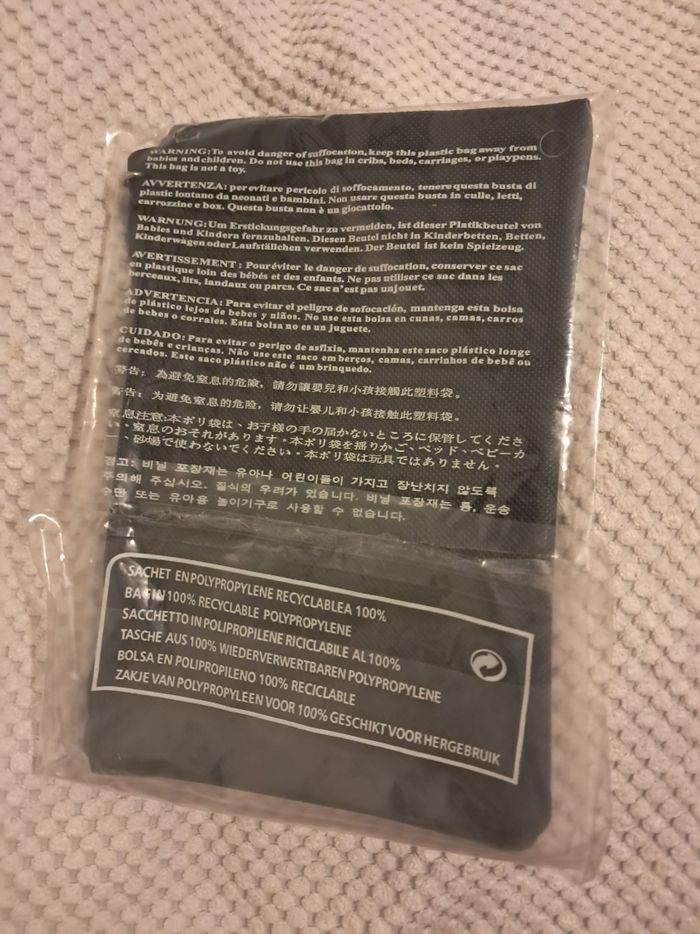 WARNING: To avoid danger of suffocation, keep this plastic bag away from
babies and children. Do not use this bag in cribs, beds, carriages, or playpens.
This bag is not a toy.
AVVERTENZA: per evitare pericolo di soffocamento, tenere questa busta di
plastic lontano da neonati e bambini. Non usare questa busta in culle, letti,
carrozzine e box. Questa busta non è un giocattolo.
WARNUNG: Um Erstickungsgefahr zu vermeiden, ist dieser Platikbeutel von
Babies und Kindern fernzuhalten. Diesen Beutel nicht in Kinderbetten, Betten,
Kinderwagen oder Laufställchen verwenden. Der Beutel ist kein Spielzeug.
AVERTISSEMENT : Pour éviter le danger de suffocation, conserver ce sac
en plastique loin des bébés et des enfants. Ne pas utiliser ce sac dans les
berceaux, lits, landaux ou parcs. Ce sac n'est pas un jouet.
ADVERTENCIA: Para evitar el peligro de sofocación, mantenga esta bolsa
de plástico lejos de bebes y niños. No use esta bolsa en cunas, camas, carros
de bebes o corrales. Esta bolsa no es un juguete.
CUIDADO: Para evitar o perigo de asfixia, mantenha este saco plástico longe
de bebês e crianças. Não use este saco em berços, camas, carrinhos de bebê ou
cercados. Este saco plástico não é um brinquedo.
警告: 為避免窒息的危險, 請勿讓嬰兒和小孩接觸此塑料袋。
警告: 为避免窒息的危险, 请勿让婴儿和小孩接触此塑料袋。
窒息注意:本ポリ袋は、お子様の手の届かないところに保管してくださ
い。窒息のおそれがあります。本ポリ袋を揺りかご、ベッド、ベビーカ
ー、砂場で使わないでください。本ポリ袋は玩具ではありません。
경고: 비닐 포장재는 유아나 어린이들이 가지고 장난치지 않도록
주의해 주십시오. 질식의 우려가 있습니다. 비닐 포장재는 통, 운송
수단 또는 유아용 놀이기구로 사용할 수 없습니다.
SACHET EN POLYPROPYLENE RECYCLABLE A 100%
BAG IN 100% RECYCLABLE POLYPROPYLENE
SACCHETTO IN POLIPROPILENE RICICLABILE AL 100%
TASCHE AUS 100% WIEDERVERWERTBAREN POLYPROPYLENE
BOLSA EN POLIPROPILENO 100% RECICLABLE
ZAKJE VAN POLYPROPYLEEN VOOR 100% GESCHIKT VOOR HERGEBRUIK